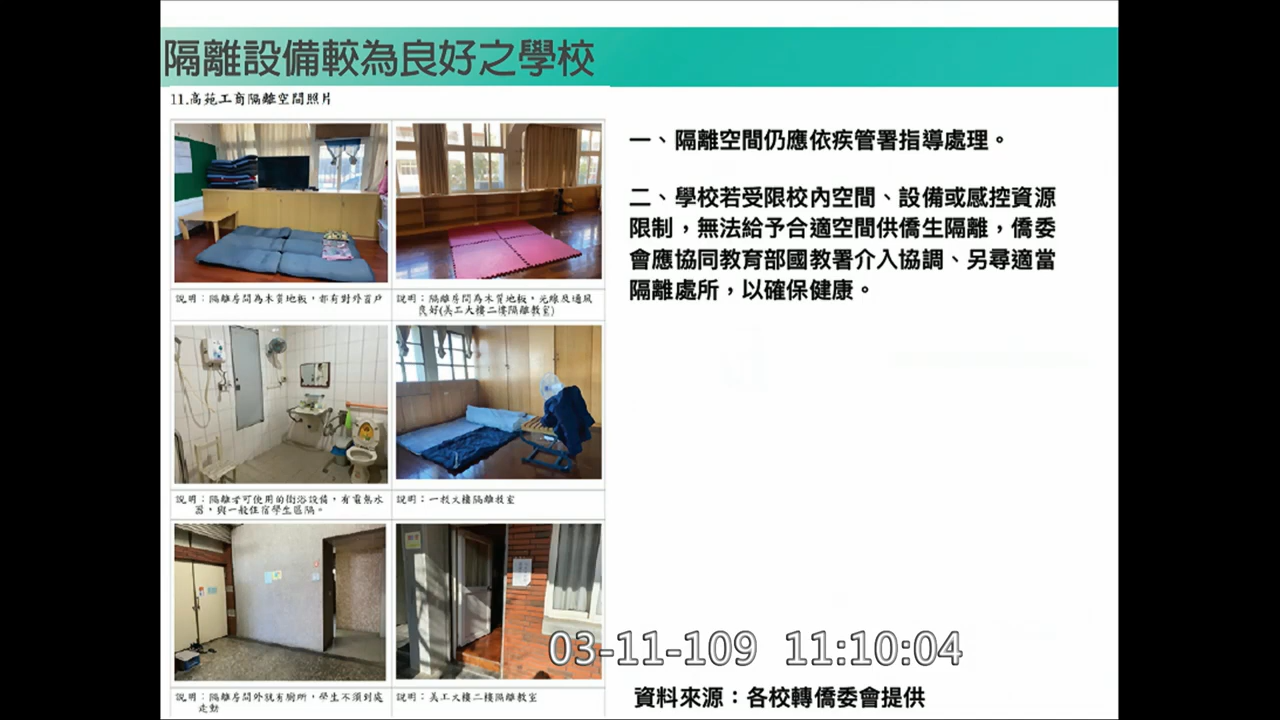 隔離設備較為良好之學校
11.高苑工商隔離空間照片
說明：隔離房間為木質地板，都有對外窗戶
說明：隔離房間為木質地板，光線及通風
良好(美工大樓二樓隔離教室)
說明：隔離者可使用的衛浴設備，有電熱水
器，與一般住宿學生區隔。
說明：一教大樓隔離教室
說明：隔離房間外就有廁所，學生不須到處
走動
說明：美工大樓二樓隔離教室
一、隔離空間仍應依疾管署指導處理。
二、學校若受限校內空間、設備或感控資源
限制，無法給予合適空間供僑生隔離，僑委
會應協同教育部國教署介入協調、另尋適當
隔離處所，以確保健康。
03-11-109 11:10:04
資料來源：各校轉僑委會提供